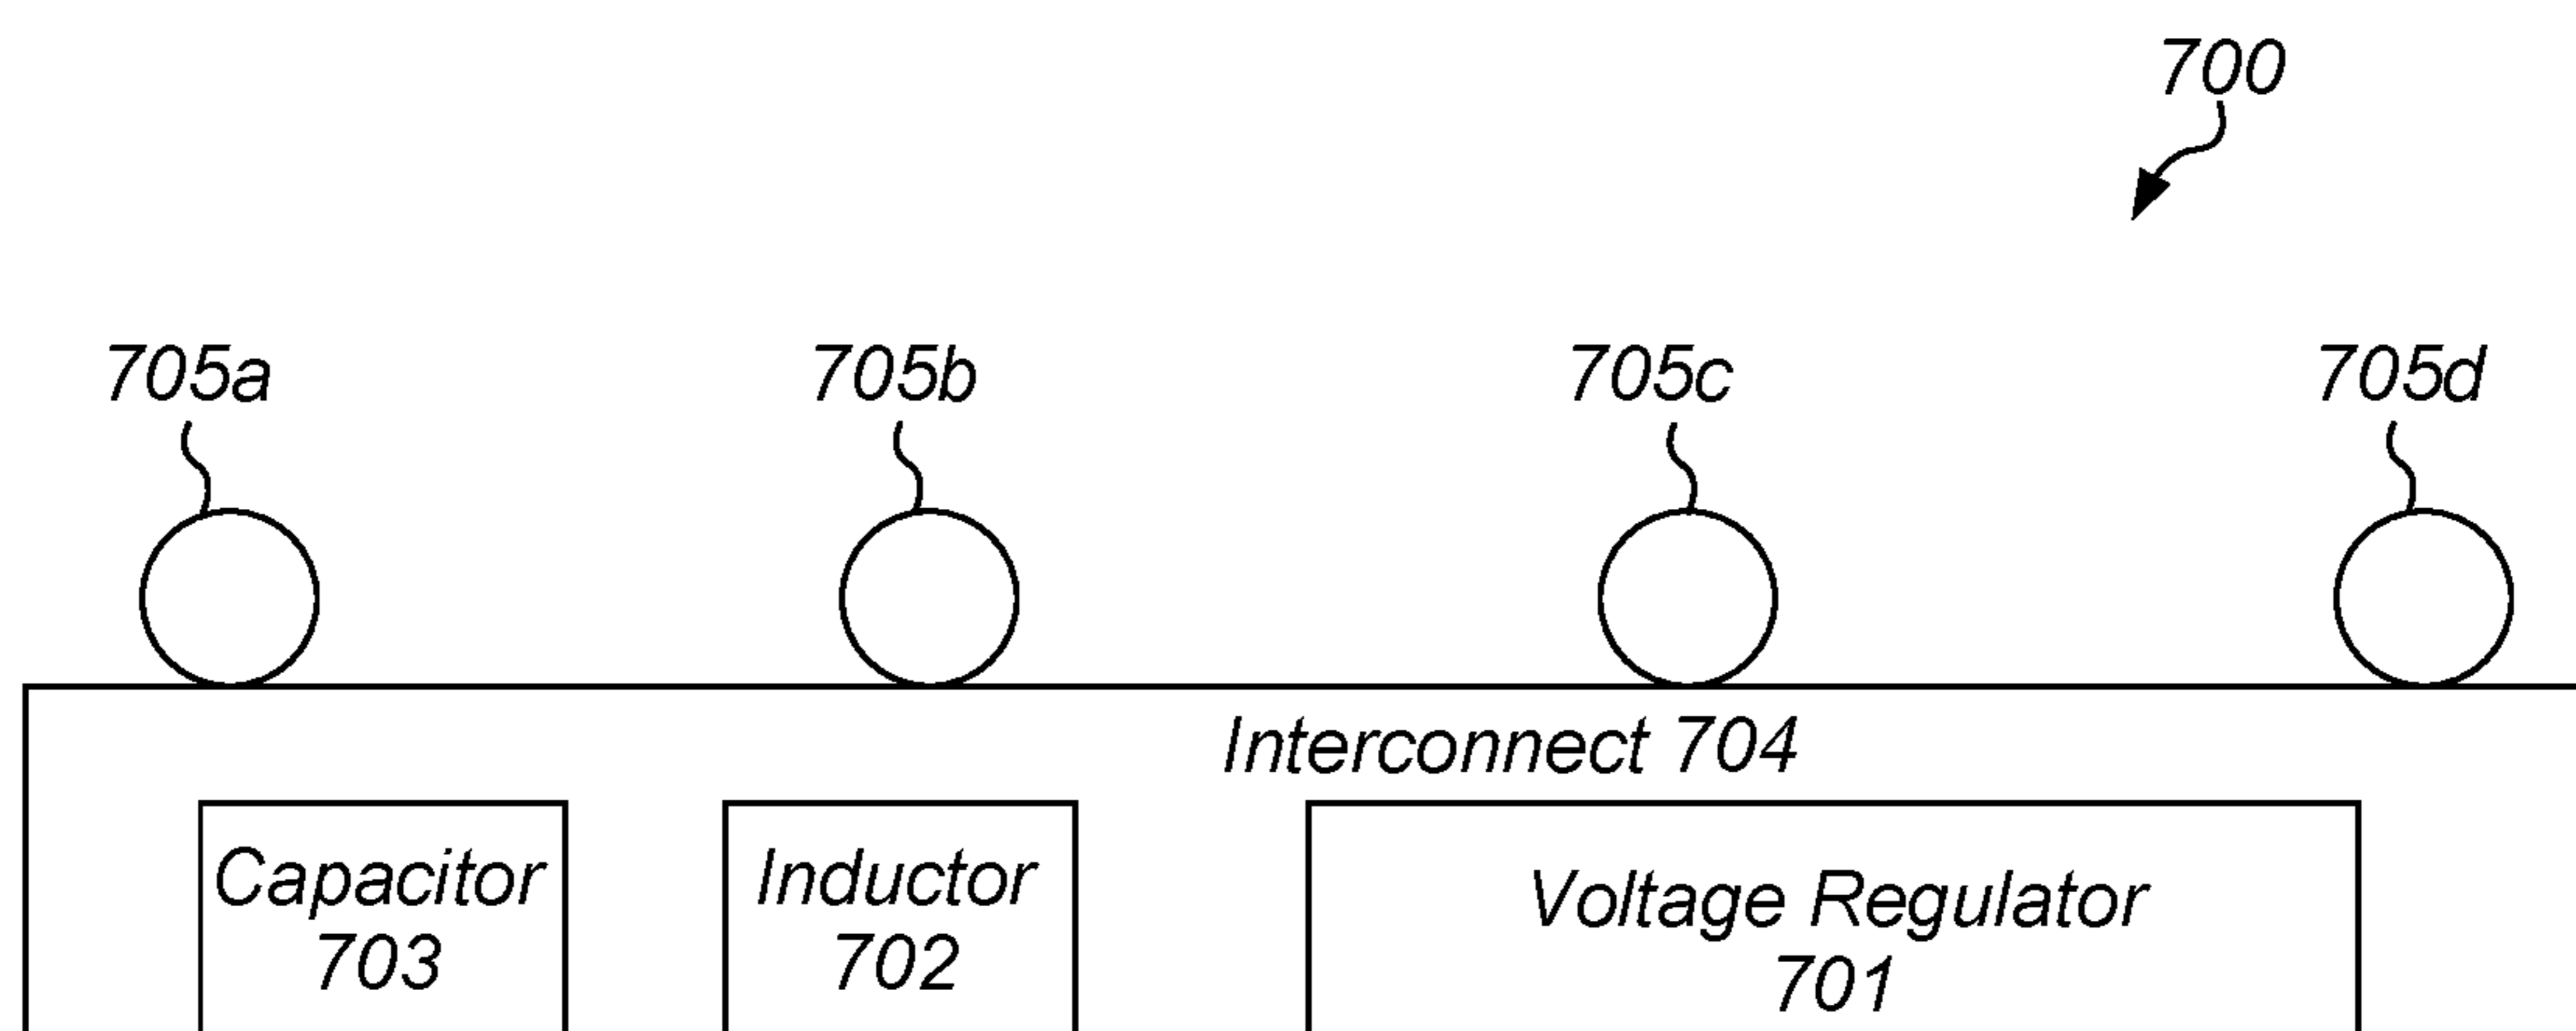 700
705a
705b
705c
705d
Interconnect 704
Capacitor
703
Inductor
702
Voltage Regulator
701